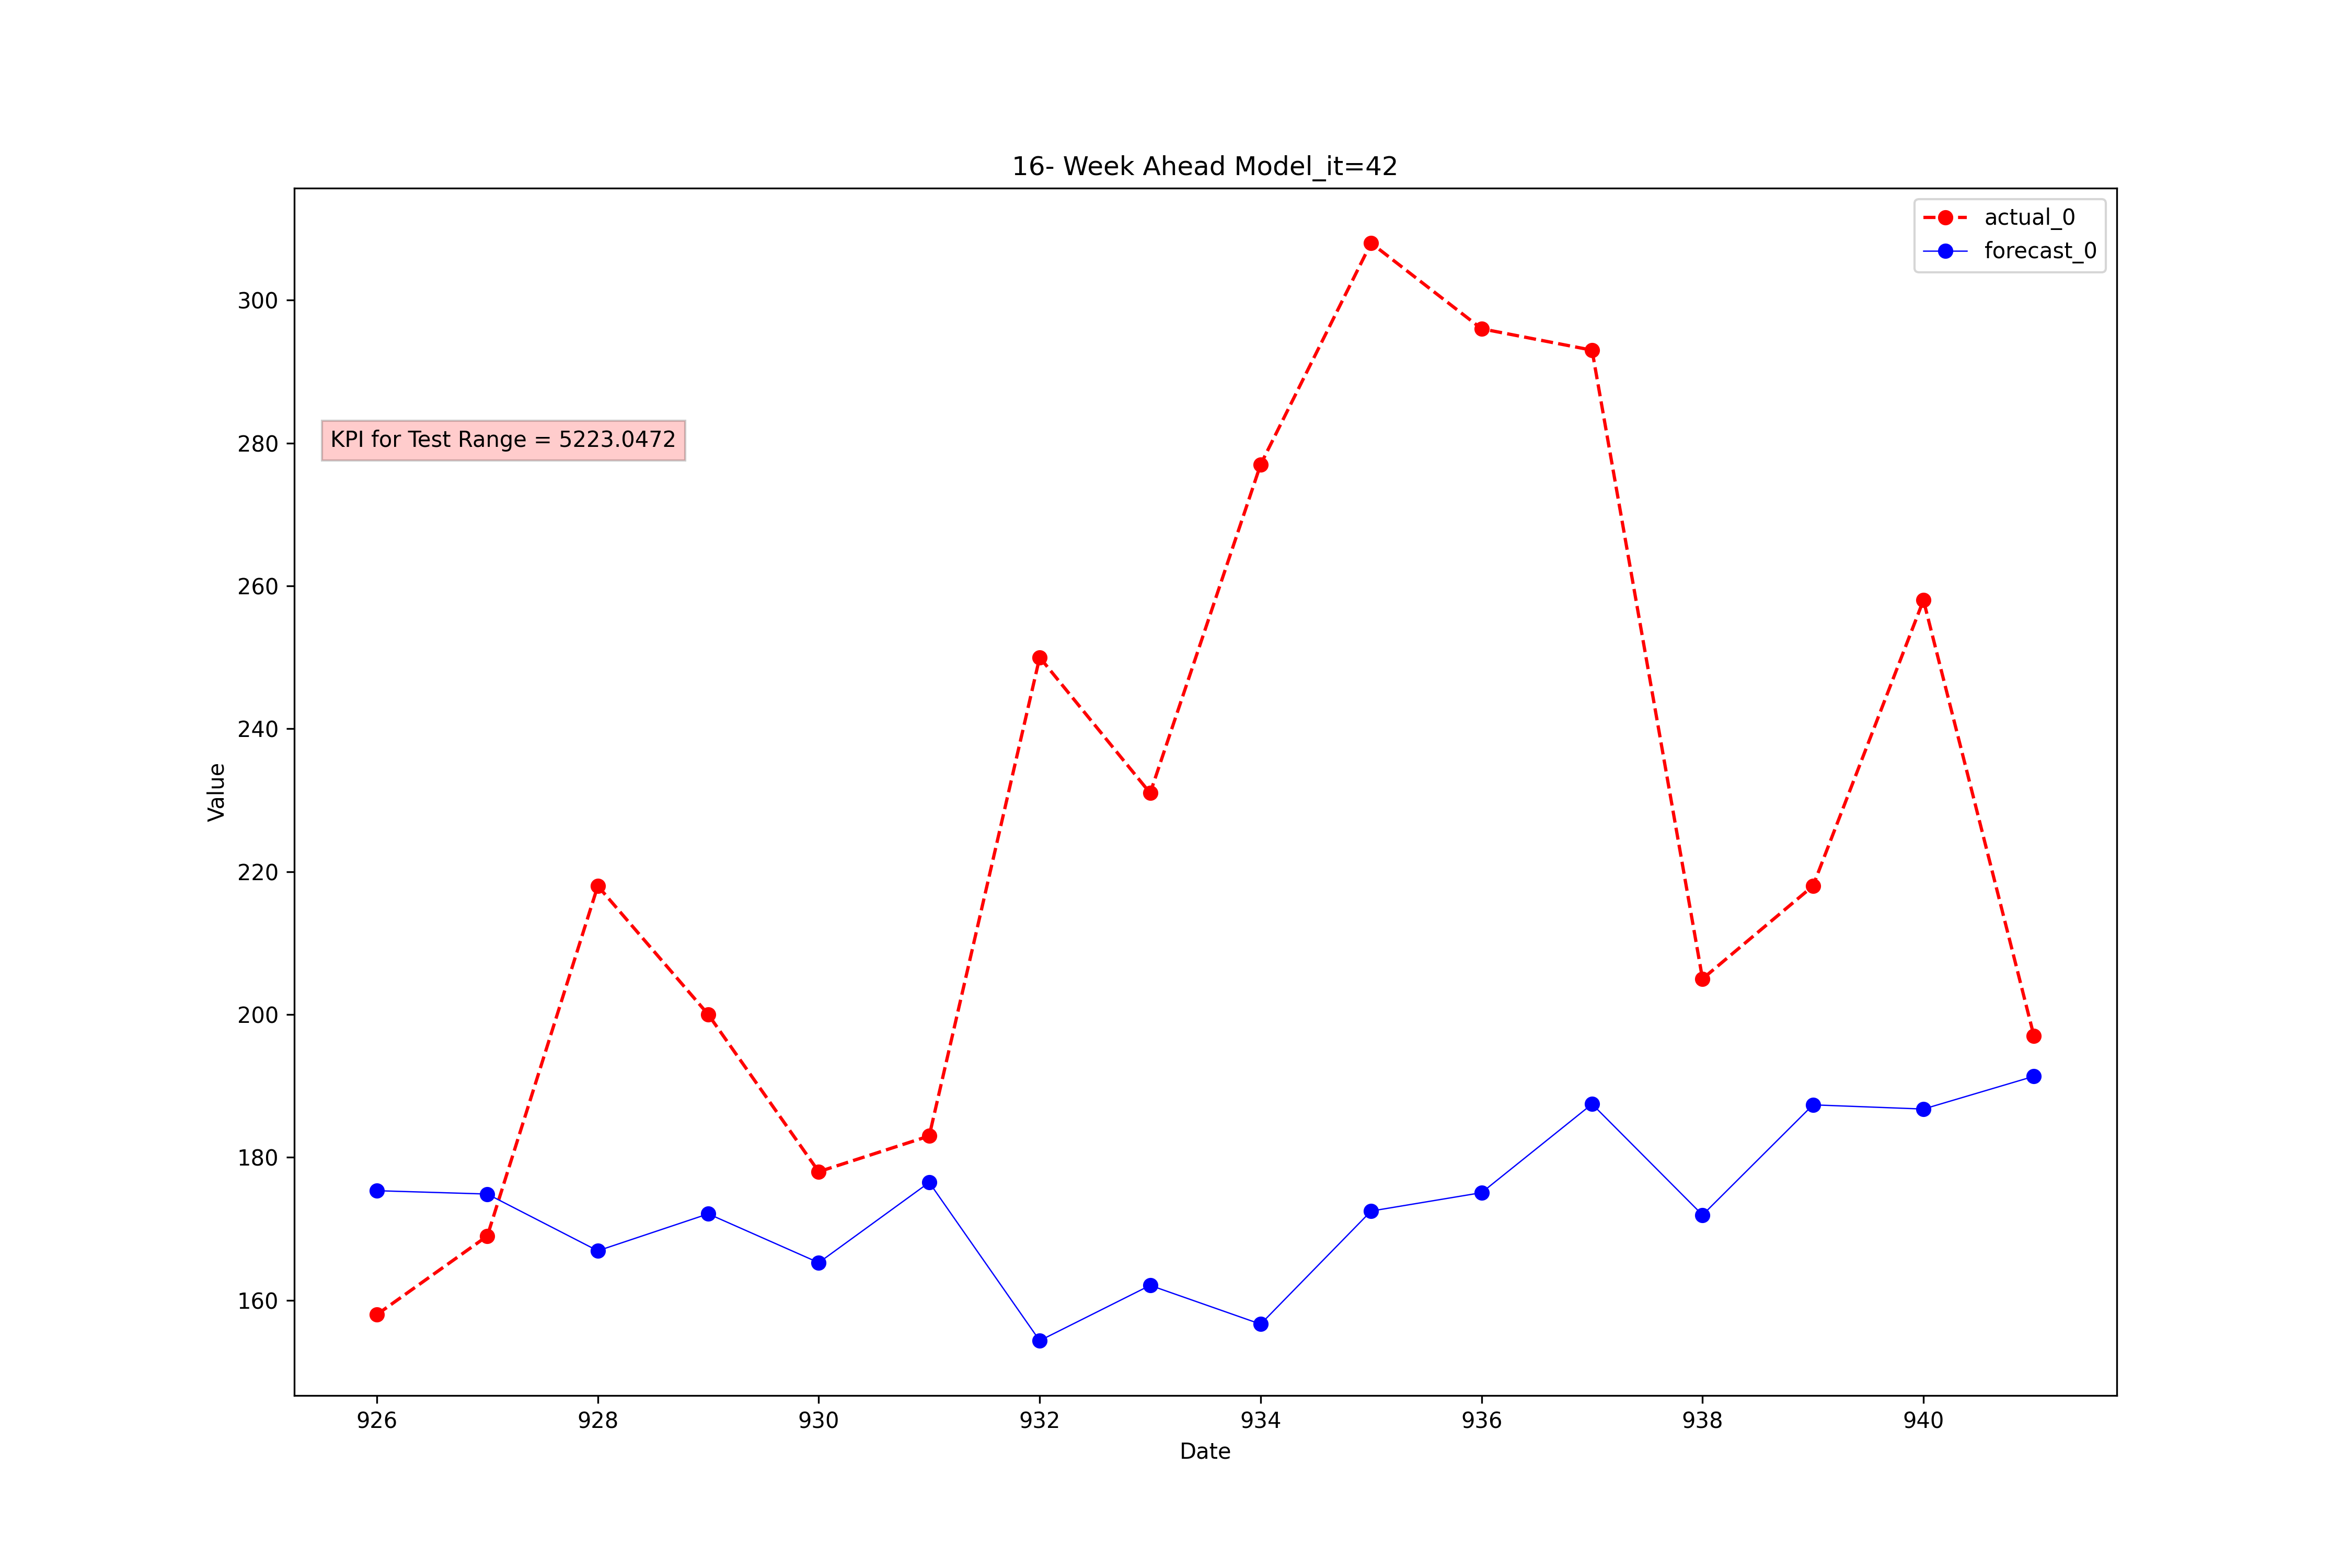 16- Week Ahead Model_it=42
actual_0
forecast_0
KPI for Test Range = 5223.0472
Value
300
280
260
240
220
200
180
160
926 928 930 932 934 936 938 940
Date